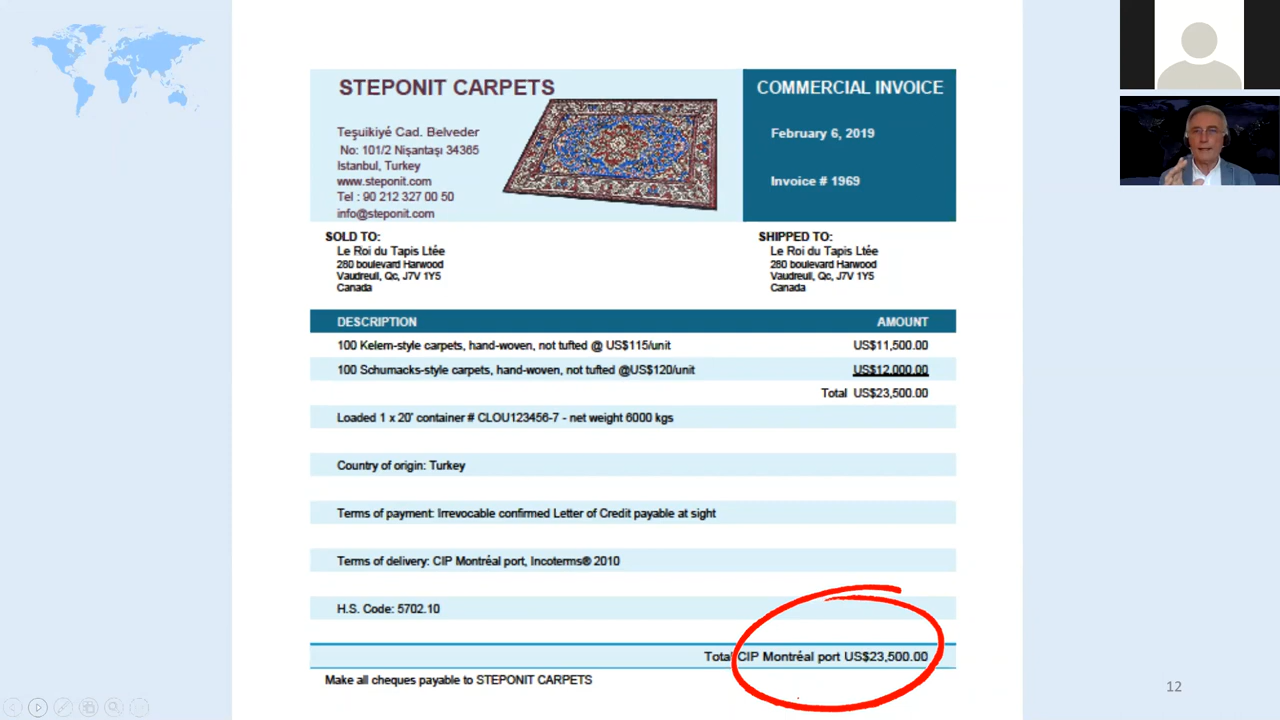 STEPONIT CARPETS
COMMERCIAL INVOICE
Teşuikiyé Cad. Belveder
No: 101/2 Nişantaşı 34365
Istanbul, Turkey
www.steponit.com
Tel : 90 212 327 00 50
info@steponit.com
February 6, 2019
Invoice # 1969
SOLD TO:
Le Roi du Tapis Ltée
280 boulevard Harwood
Vaudreuil, Qc, J7V 1Y5
Canada
SHIPPED TO:
Le Roi du Tapis Ltée
280 boulevard Harwood
Vaudreuil, Qc, J7V 1Y5
Canada
DESCRIPTION AMOUNT
100 Kelem-style carpets, hand-woven, not tufted @ US$115/unit US$11,500.00
100 Schumacks-style carpets, hand-woven, not tufted @US$120/unit US$12,000.00
Total US$23,500.00
Loaded 1 x 20' container # CLOU123456-7 - net weight 6000 kgs
Country of origin: Turkey
Terms of payment: Irrevocable confirmed Letter of Credit payable at sight
Terms of delivery: CIP Montréal port, Incoterms® 2010
H.S. Code: 5702.10
Total CIP Montréal port US$23,500.00
Make all cheques payable to STEPONIT CARPETS
12